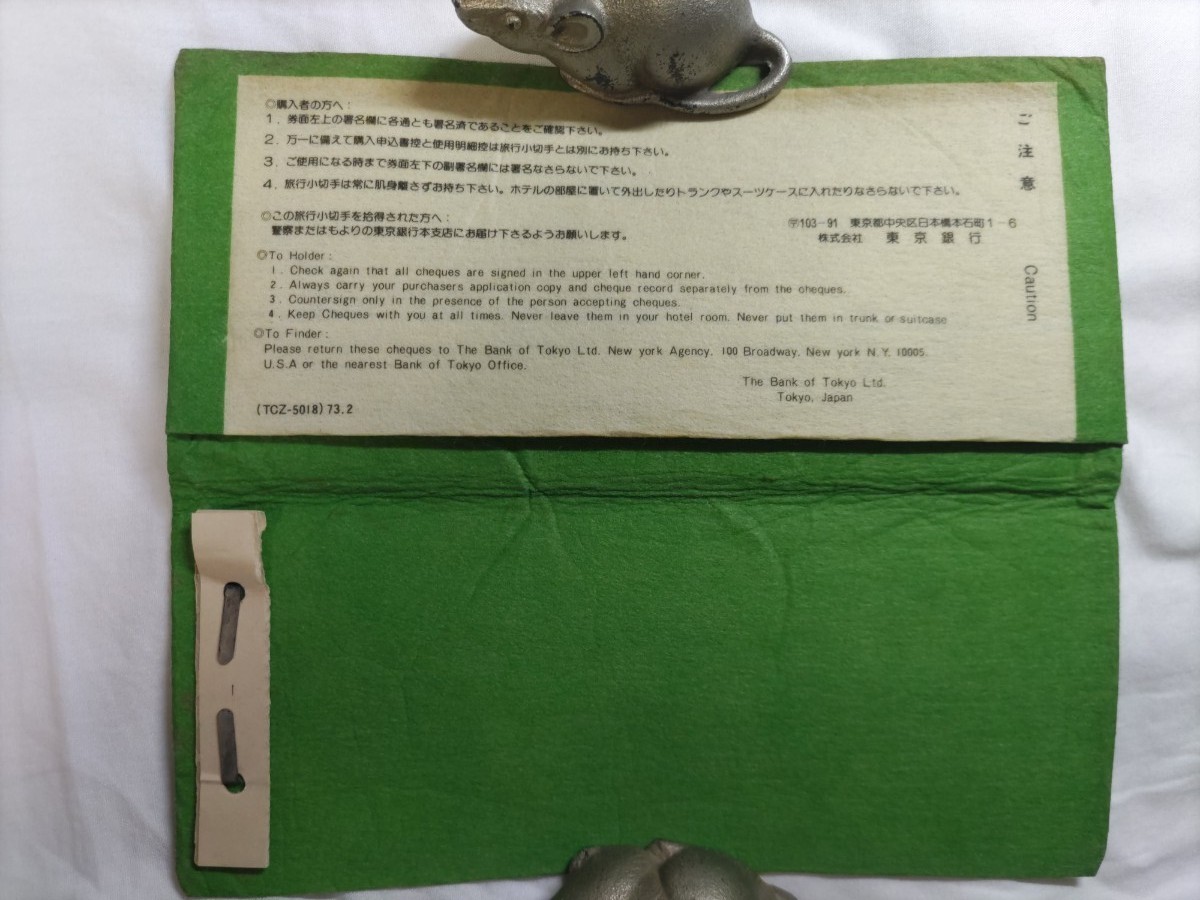 ご注意
◎購入者の方へ：
1. 券面左上の署名欄に各通とも署名済であることをご確認下さい。
2. 万一に備えて購入申込書控と使用明細控は旅行小切手とは別にお持ち下さい。
3. ご使用になる時まで券面左下の副署名欄には署名なさらないで下さい。
4. 旅行小切手は常に肌身離さずお持ち下さい。ホテルの部屋に置いて外出したりトランクやスーツケースに入れたりなさらないで下さい。
◎この旅行小切手を拾得された方へ：
警察またはもよりの東京銀行本支店にお届け下さるようお願いします。
〒103-91 東京都中央区日本橋本石町1-6
株式会社 東京銀行
Caution
◎To Holder:
1. Check again that all cheques are signed in the upper left hand corner.
2. Always carry your purchasers application copy and cheque record separately from the cheques.
3. Countersign only in the presence of the person accepting cheques.
4. Keep Cheques with you at all times. Never leave them in your hotel room. Never put them in trunk or suitcase
◎To Finder:
Please return these cheques to The Bank of Tokyo Ltd. New york Agency. 100 Broadway. New york N.Y. 10005.
U.S.A or the nearest Bank of Tokyo Office.
The Bank of Tokyo Ltd.
Tokyo, Japan
(TCZ-5018) 73.2